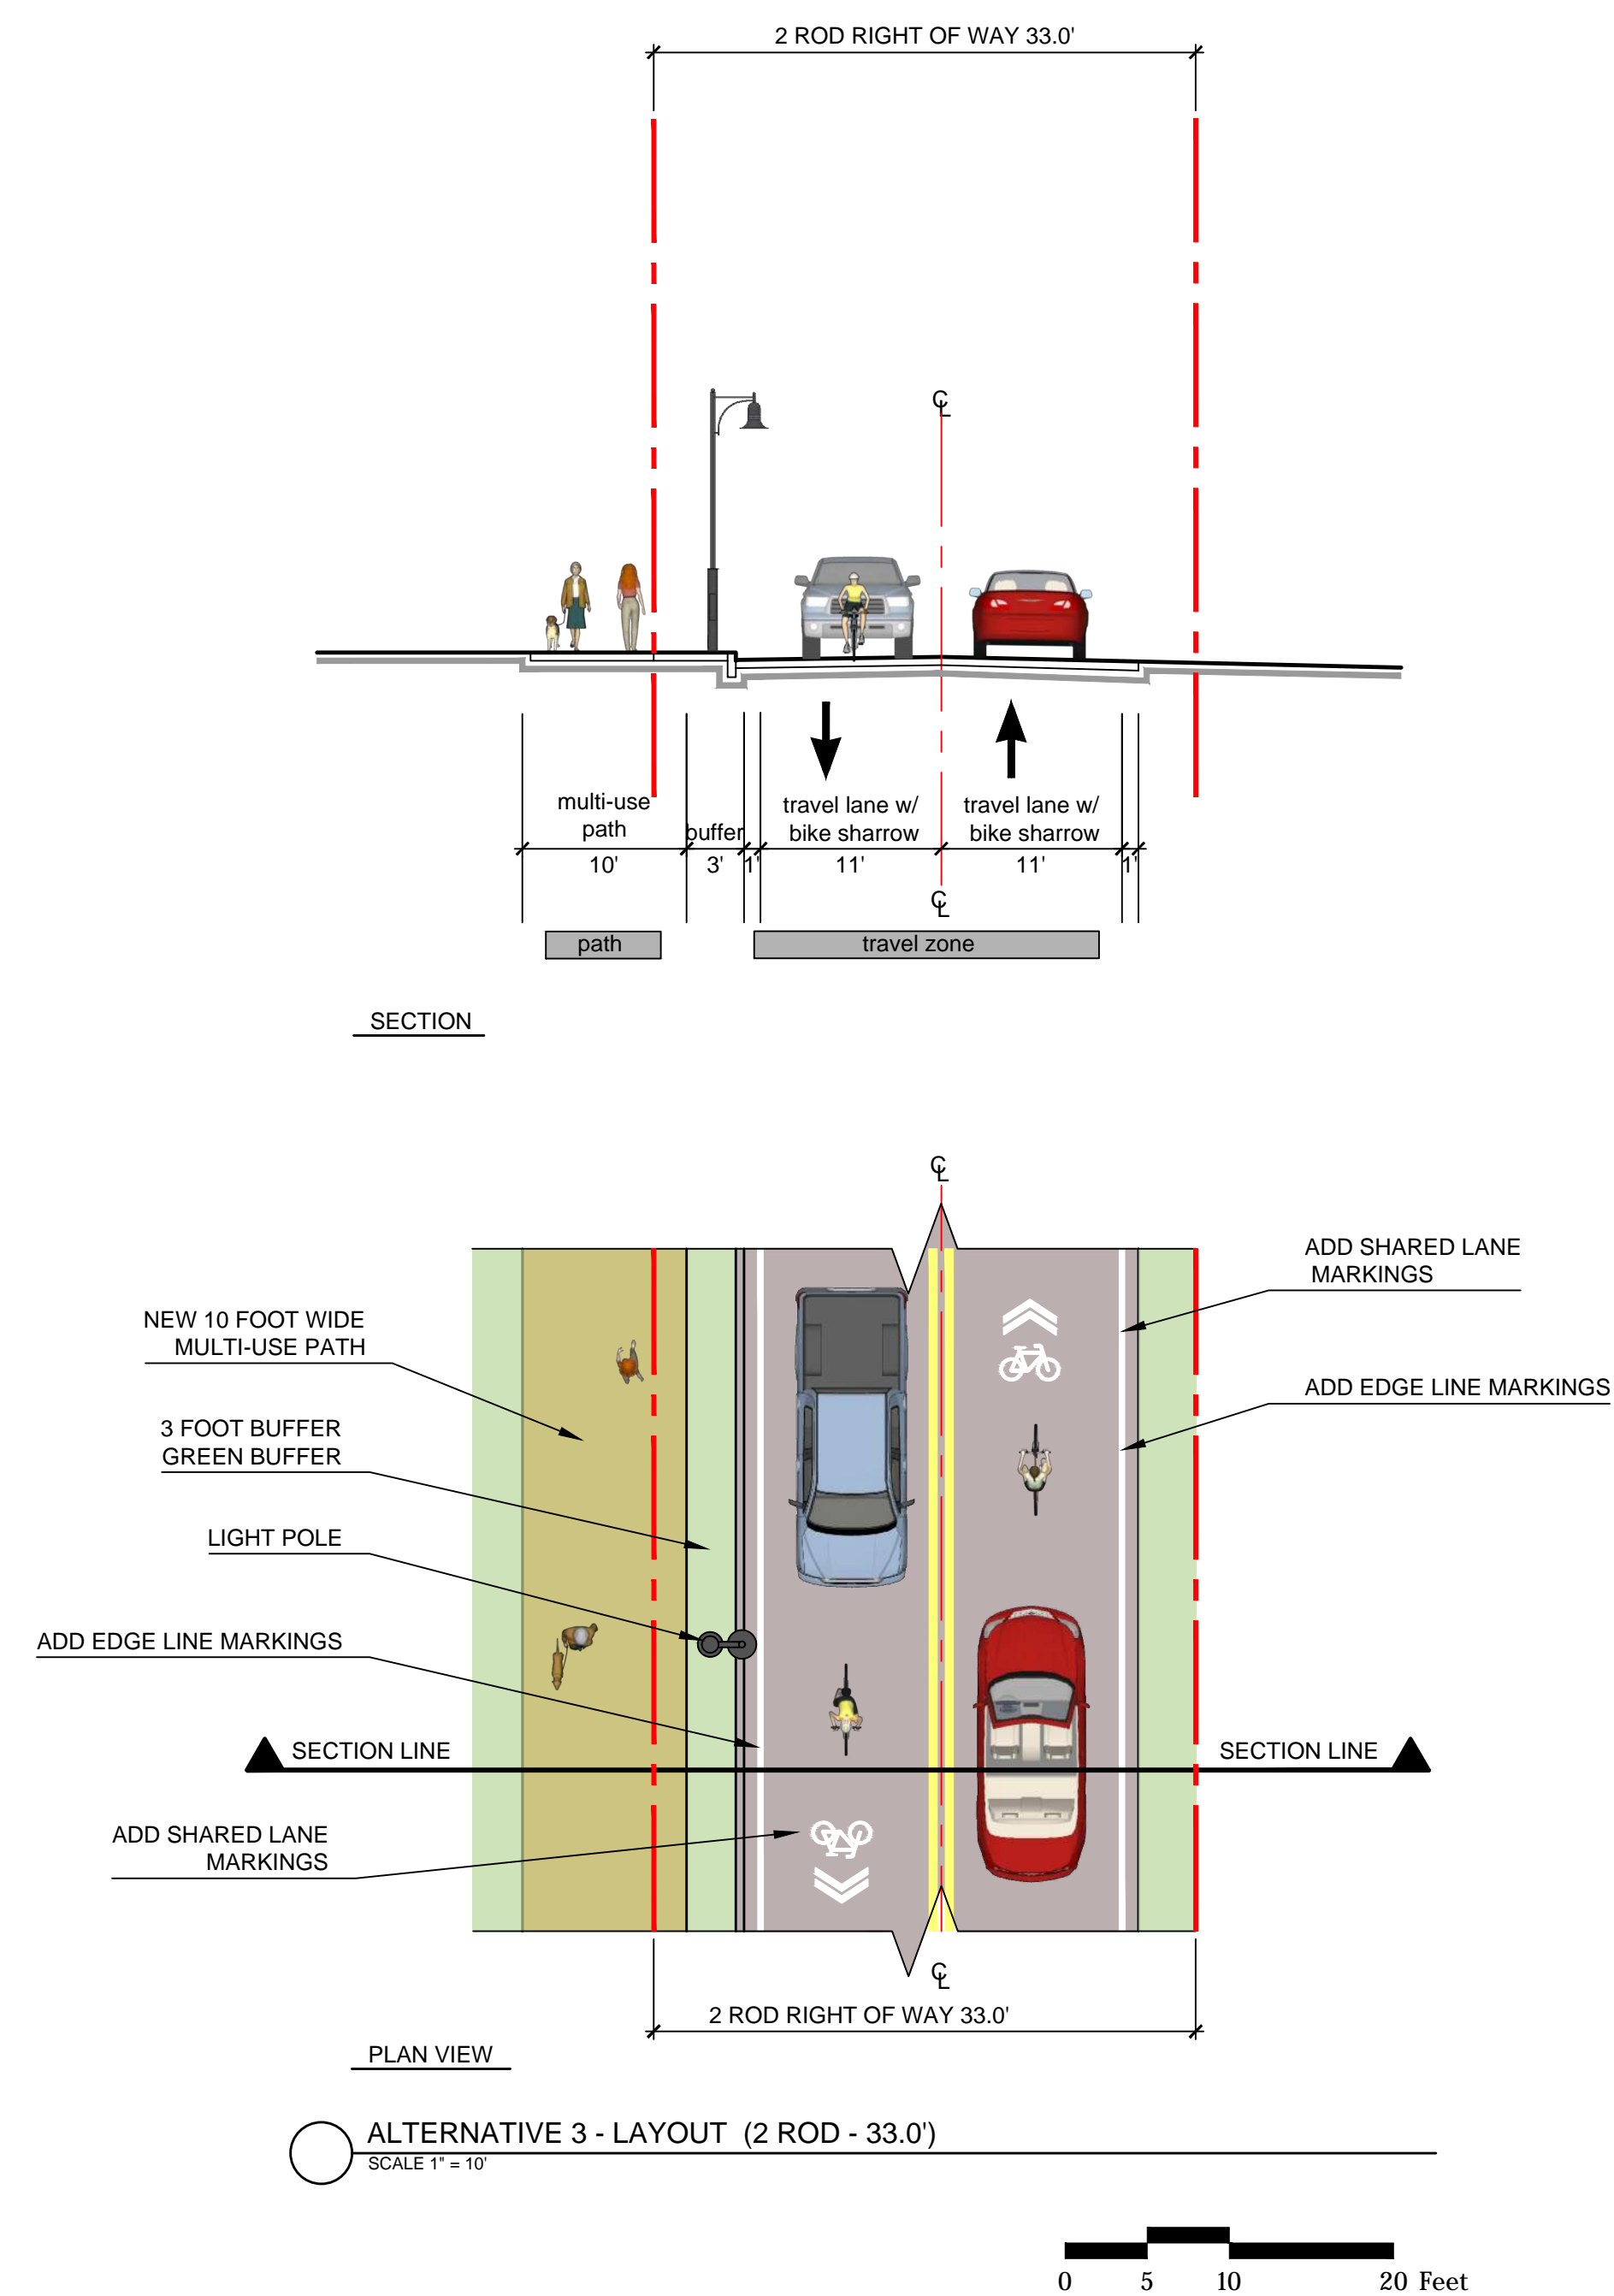 2 ROD RIGHT OF WAY 33.0'
℄
multi-use
path
buffer
travel lane w/
bike sharrow
travel lane w/
bike sharrow
10'
3'
1'
11'
11'
1'
℄
path
travel zone
SECTION
℄
ADD SHARED LANE
MARKINGS
NEW 10 FOOT WIDE
MULTI-USE PATH
ADD EDGE LINE MARKINGS
3 FOOT BUFFER
GREEN BUFFER
LIGHT POLE
ADD EDGE LINE MARKINGS
SECTION LINE
SECTION LINE
ADD SHARED LANE
MARKINGS
℄
2 ROD RIGHT OF WAY 33.0'
PLAN VIEW
ALTERNATIVE 3 - LAYOUT (2 ROD - 33.0')
SCALE 1" = 10'
0 5 10 20 Feet